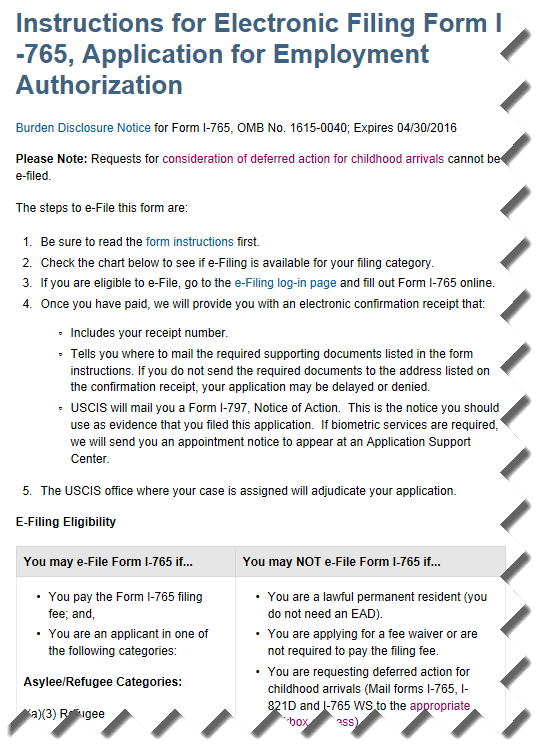 Instructions for Electronic Filing Form I
-765, Application for Employment
Authorization
Burden Disclosure Notice for Form I-765, OMB No. 1615-0040; Expires 04/30/2016
Please Note: Requests for consideration of deferred action for childhood arrivals cannot be
e-filed.
The steps to e-File this form are:
1. Be sure to read the form instructions first.
2. Check the chart below to see if e-Filing is available for your filing category.
3. If you are eligible to e-File, go to the e-Filing log-in page and fill out Form I-765 online.
4. Once you have paid, we will provide you with an electronic confirmation receipt that:
◦ Includes your receipt number.
◦ Tells you where to mail the required supporting documents listed in the form
instructions. If you do not send the required documents to the address listed on
the confirmation receipt, your application may be delayed or denied.
◦ USCIS will mail you a Form I-797, Notice of Action.  This is the notice you should
use as evidence that you filed this application.  If biometric services are required,
we will send you an appointment notice to appear at an Application Support
Center.
5. The USCIS office where your case is assigned will adjudicate your application.
E-Filing Eligibility
You may e-File Form I-765 if...
• You pay the Form I-765 filing
fee; and,
• You are an applicant in one of
the following categories:
Asylee/Refugee Categories:
(a)(3) Refugee
You may NOT e-File Form I-765 if...
• You are a lawful permanent resident (you
do not need an EAD).
• You are applying for a fee waiver or are
not required to pay the filing fee.
• You are requesting deferred action for
childhood arrivals (Mail forms I-765, I-
821D and I-765 WS to the appropriate